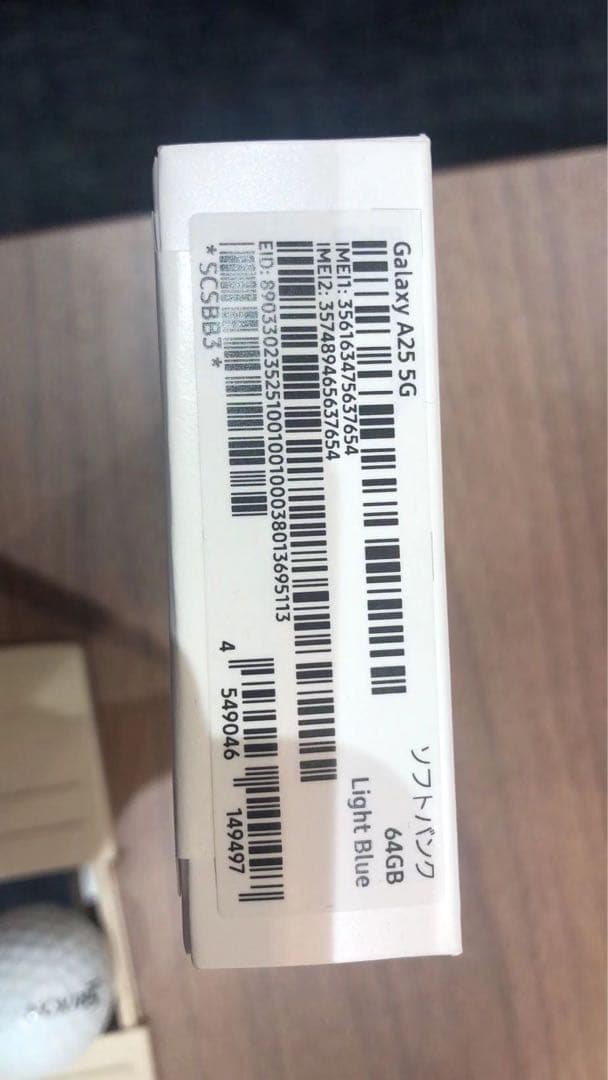 Galaxy A25 5G
ソフトバンク
64GB
Light Blue
IMEI1: 356163475637654
IMEI2: 357489465637654
EID: 89033023525100100100038013695113
*SCSBB3*
4 549046 149497